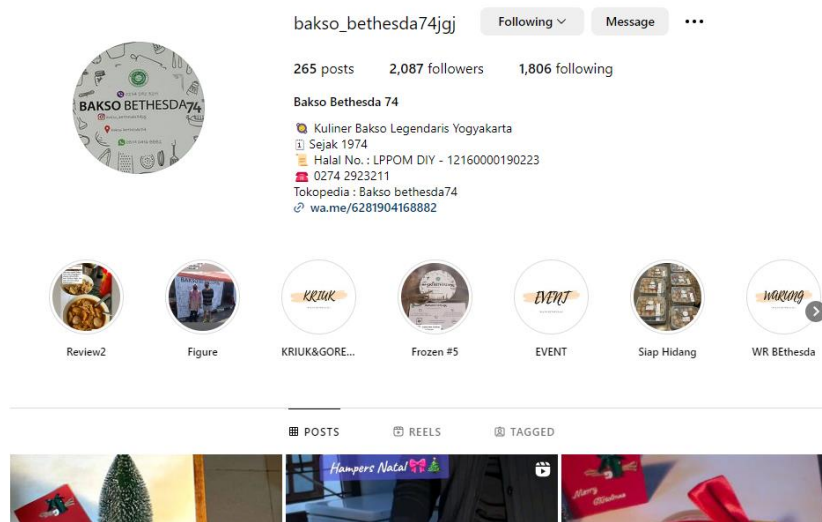 bakso_bethesda74jgj
Following
Message
265 posts
2,087 followers
1,806 following
Bakso Bethesda 74
Kuliner Bakso Legendaris Yogyakarta
Sejak 1974
Halal No. : LPPOM DIY - 12160000190223
0274 2923211
Tokopedia : Bakso bethesda74
wa.me/6281904168882
BAKSO BETHESDA74
KRIUK
EVENT
WARUNG
Review2
Figure
KRIUK&GORE...
Frozen #5
EVENT
Siap Hidang
WR BEthesda
POSTS
REELS
TAGGED
Hampers Natal
Merry
Christmas